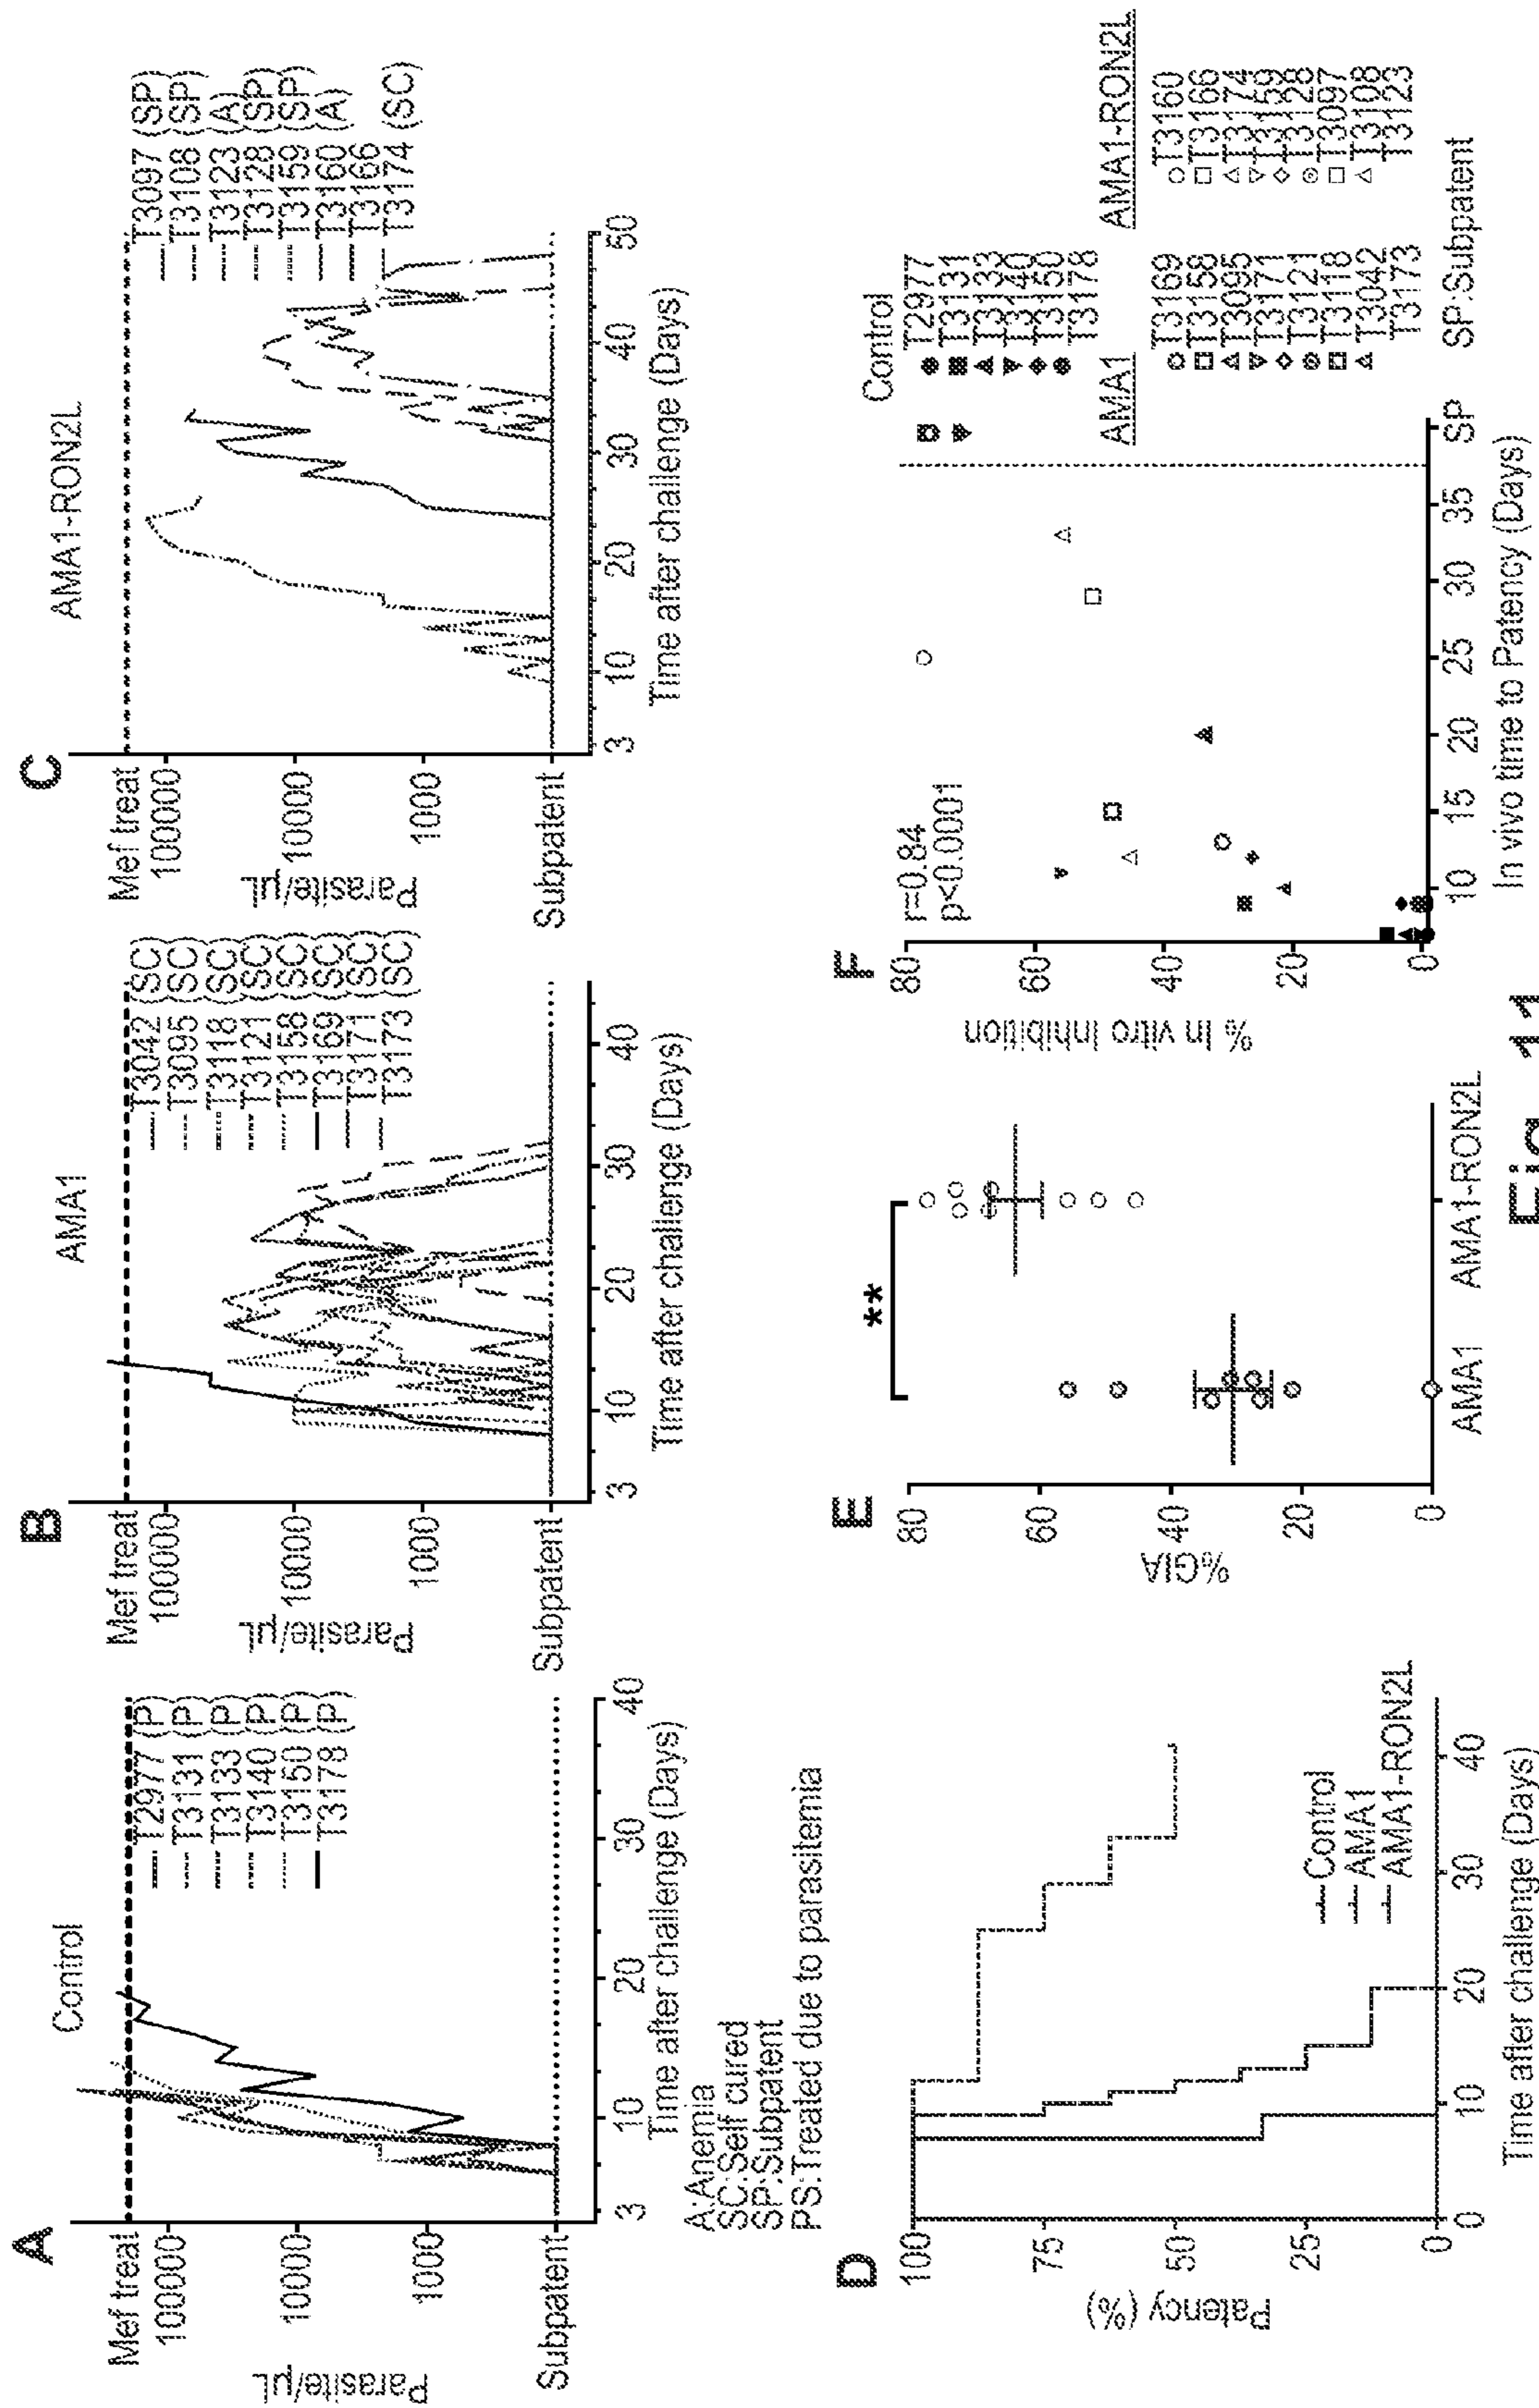 A
Control
Mef treat
100000
10000
1000
Subpatent
Parasite/µL
T2977 (P)
T3131 (P)
T3133 (P)
T3140 (P)
T3150 (P)
T3178 (P)
3
10
20
30
40
Time after challenge (Days)
A:Anemia
SC:Self cured
SP:Subpatent
PS:Treated due to parasitemia
B
AMA1
Mef treat
100000
10000
1000
Subpatent
Parasite/µL
T3042 (SC)
T3095 (SC)
T3118 (SC)
T3121 (SC)
T3158 (SC)
T3169 (SC)
T3171 (SC)
T3173 (SC)
3
10
20
30
40
Time after challenge (Days)
C
AMA1-RON2L
Mef treat
100000
10000
1000
Subpatent
Parasite/µL
T3097 (SP)
T3108 (SP)
T3123 (A)
T3128 (SP)
T3159 (SP)
T3160 (A)
T3166
T3174 (SC)
3
10
20
30
40
50
Time after challenge (Days)
D
100
75
50
25
0
Patency (%)
Control
AMA1
AMA1-RON2L
0
10
20
30
40
Time after challenge (Days)
E
80
60
40
20
0
%GIA
**
AMA1
AMA1-RON2L
F
80
60
40
20
0
% In vitro Inhibition
r=0.84
p<0.0001
10
15
20
25
30
35
SP
In vivo time to Patency (Days)
Control
T2977
T3131
T3133
T3140
T3150
T3178
AMA1
T3169
T3158
T3095
T3171
T3121
T3118
T3042
T3173
AMA1-RON2L
T3160
T3166
T3174
T3159
T3128
T3097
T3108
T3123
SP:Subpatent
Fig. 11